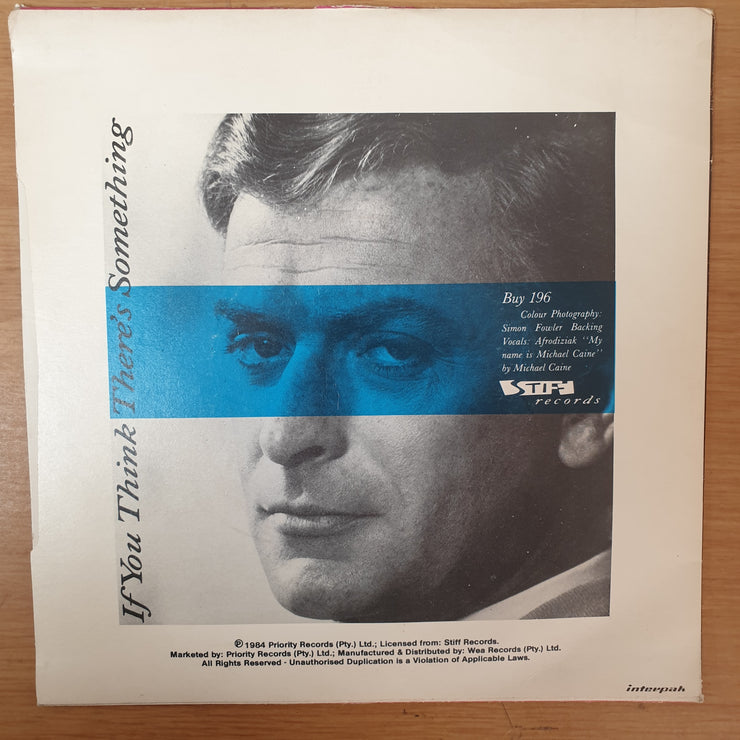 If You Think There's Something
Buy 196
Colour Photography:
Simon Fowler Backing
Vocals: Afrodiziak "My
name is Michael Caine"
by Michael Caine
STIFF
records
℗ 1984 Priority Records (Pty.) Ltd.; Licensed from: Stiff Records.
Marketed by: Priority Records (Pty.) Ltd.; Manufactured & Distributed by: Wea Records (Pty.) Ltd.
All Rights Reserved - Unauthorised Duplication is a Violation of Applicable Laws.
interpak